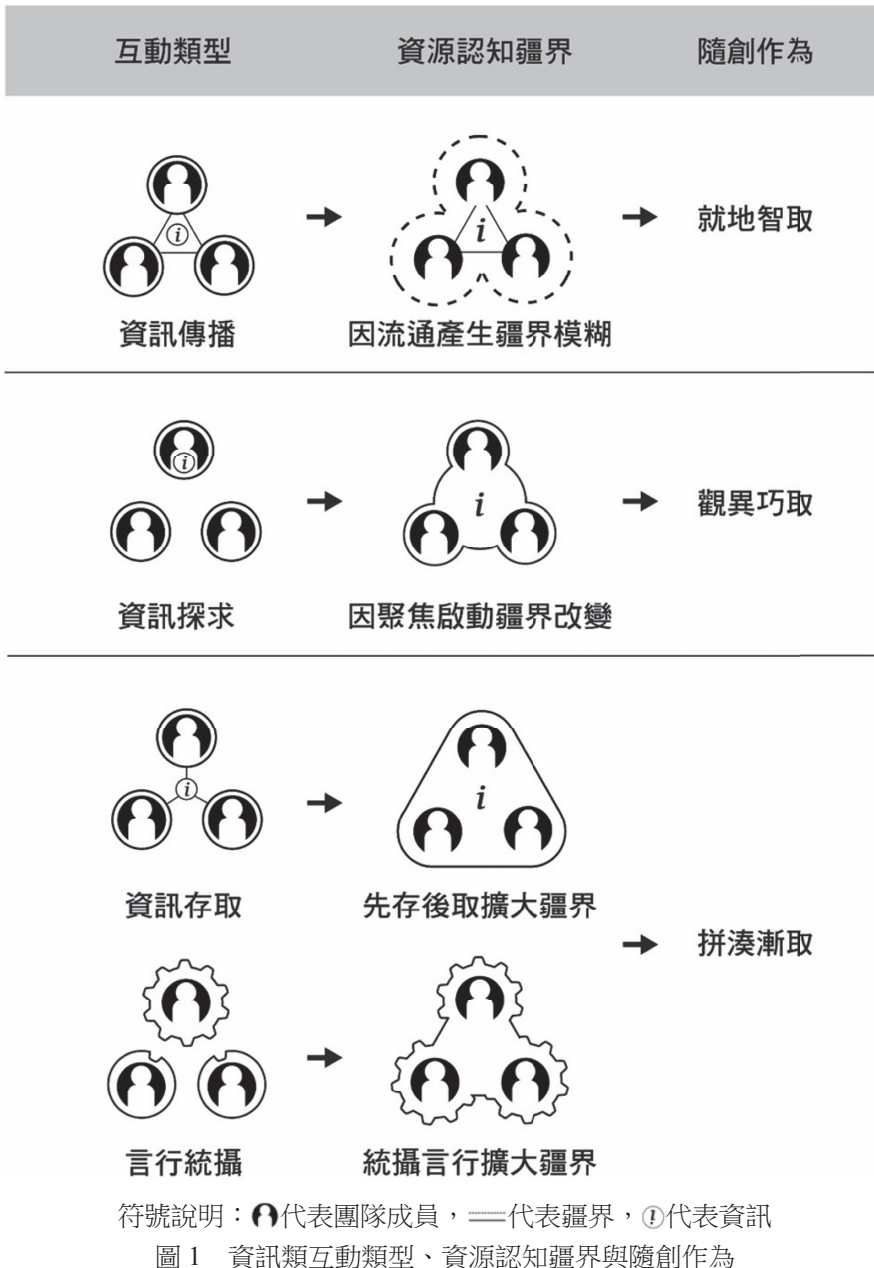 互動類型 資源認知疆界 隨創作為
i i 就地智取
資訊傳播 因流通產生疆界模糊
i i 觀異巧取
資訊探求 因聚焦啟動疆界改變
i i
資訊存取 先存後取擴大疆界
拼湊漸取
言行統攝 統攝言行擴大疆界
符號說明：代表團隊成員，代表疆界，i代表資訊
圖 1 資訊類互動類型、資源認知疆界與隨創作為